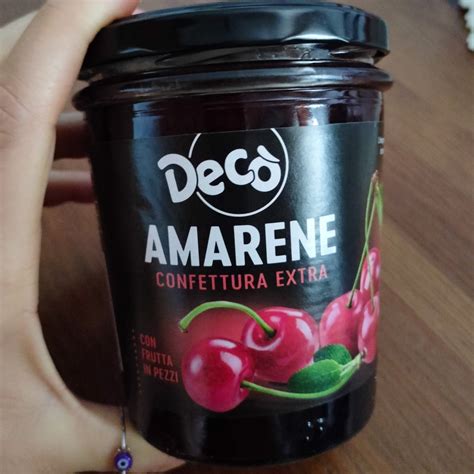 Decò
AMARENE
CONFETTURA EXTRA
CON
FRUTTA
IN PEZZI